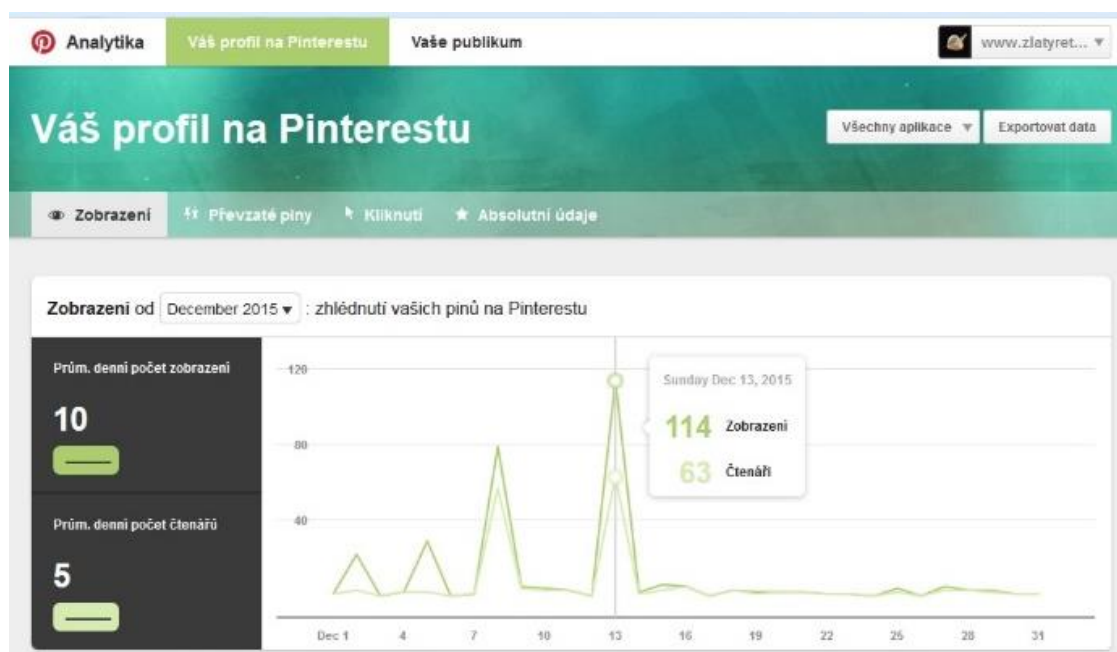 Analytika Váš profil na Pinterestu Vaše publikum www.zlatyret...
Váš profil na Pinterestu
Všechny aplikace Exportovat data
Zobrazení Převzaté piny Kliknutí Absolutní údaje
Zobrazení od December 2015 : zhlédnutí vašich pinů na Pinterestu
Prům. denní počet zobrazení
10
Prům. denní počet čtenářů
5
120
80
40
Sunday Dec 13, 2015
114 Zobrazení
63 Čtenáři
Dec 1 4 7 10 13 16 19 22 25 28 31